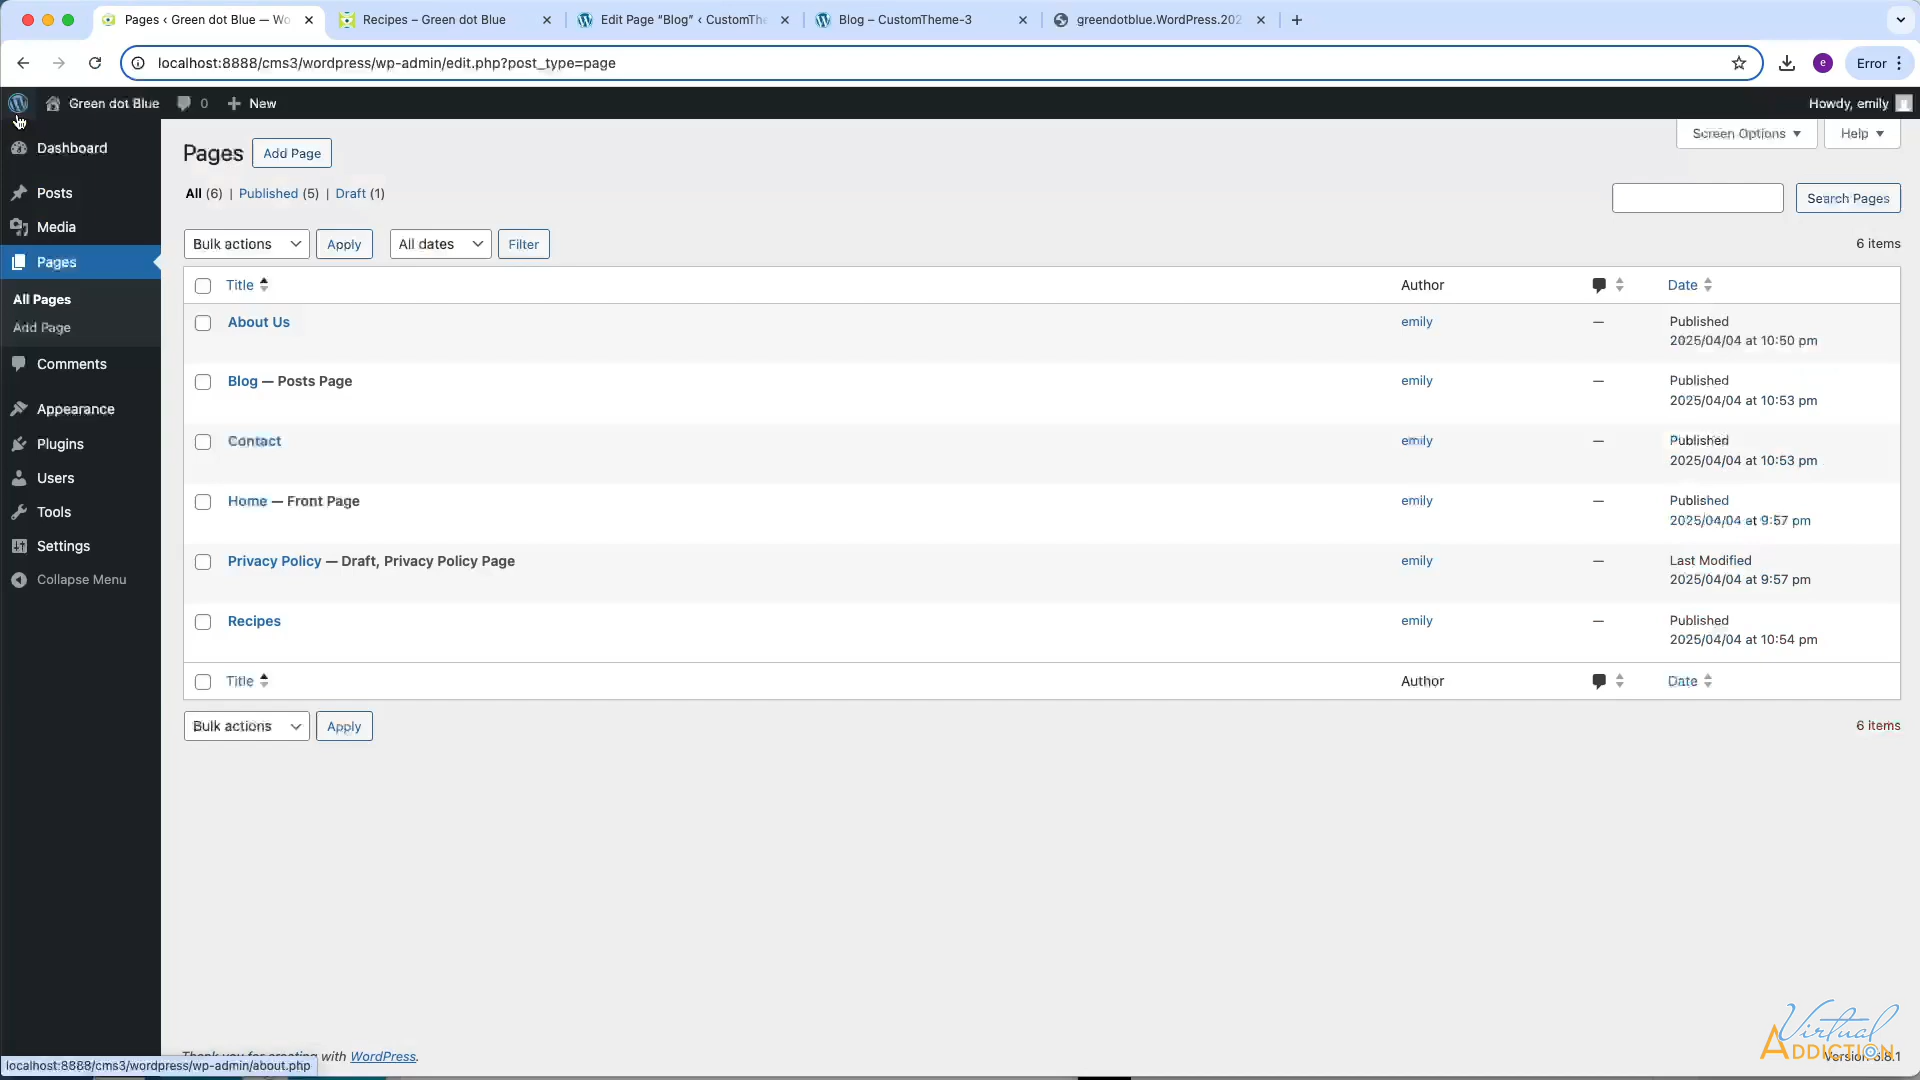 Pages ‹ Green dot Blue — Wo
Recipes – Green dot Blue
Edit Page “Blog” ‹ CustomTh
Blog – CustomTheme-3
greendotblue.WordPress.202
localhost:8888/cms3/wordpress/wp-admin/edit.php?post_type=page
e
Error
Green dot Blue
0
New
Howdy, emily
Dashboard
Posts
Media
Pages
All Pages
Add Page
Comments
Appearance
Plugins
Users
Tools
Settings
Collapse Menu
Screen Options
Help
Pages
Add Page
All (6) | Published (5) | Draft (1)
Search Pages
Bulk actions
Apply
All dates
Filter
6 items
Title
Author
Date
About Us
emily
—
Published
2025/04/04 at 10:50 pm
Blog — Posts Page
emily
—
Published
2025/04/04 at 10:53 pm
Contact
emily
—
Published
2025/04/04 at 10:53 pm
Home — Front Page
emily
—
Published
2025/04/04 at 9:57 pm
Privacy Policy — Draft, Privacy Policy Page
emily
—
Last Modified
2025/04/04 at 9:57 pm
Recipes
emily
—
Published
2025/04/04 at 10:54 pm
Title
Author
Date
Bulk actions
Apply
6 items
Thank you for creating with WordPress.
Version 6.8.1
localhost:8888/cms3/wordpress/wp-admin/about.php
Virtual
ADDICTION